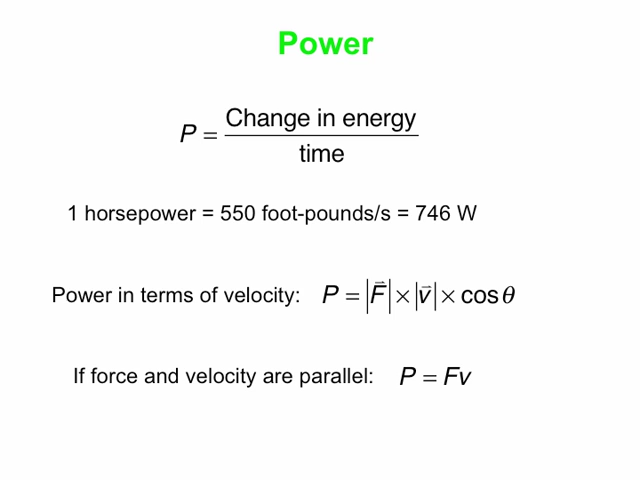 Power
P = Change in energy / time
1 horsepower = 550 foot-pounds/s = 746 W
Power in terms of velocity: P = |F⃗| × |v⃗| × cos θ
If force and velocity are parallel: P = Fv